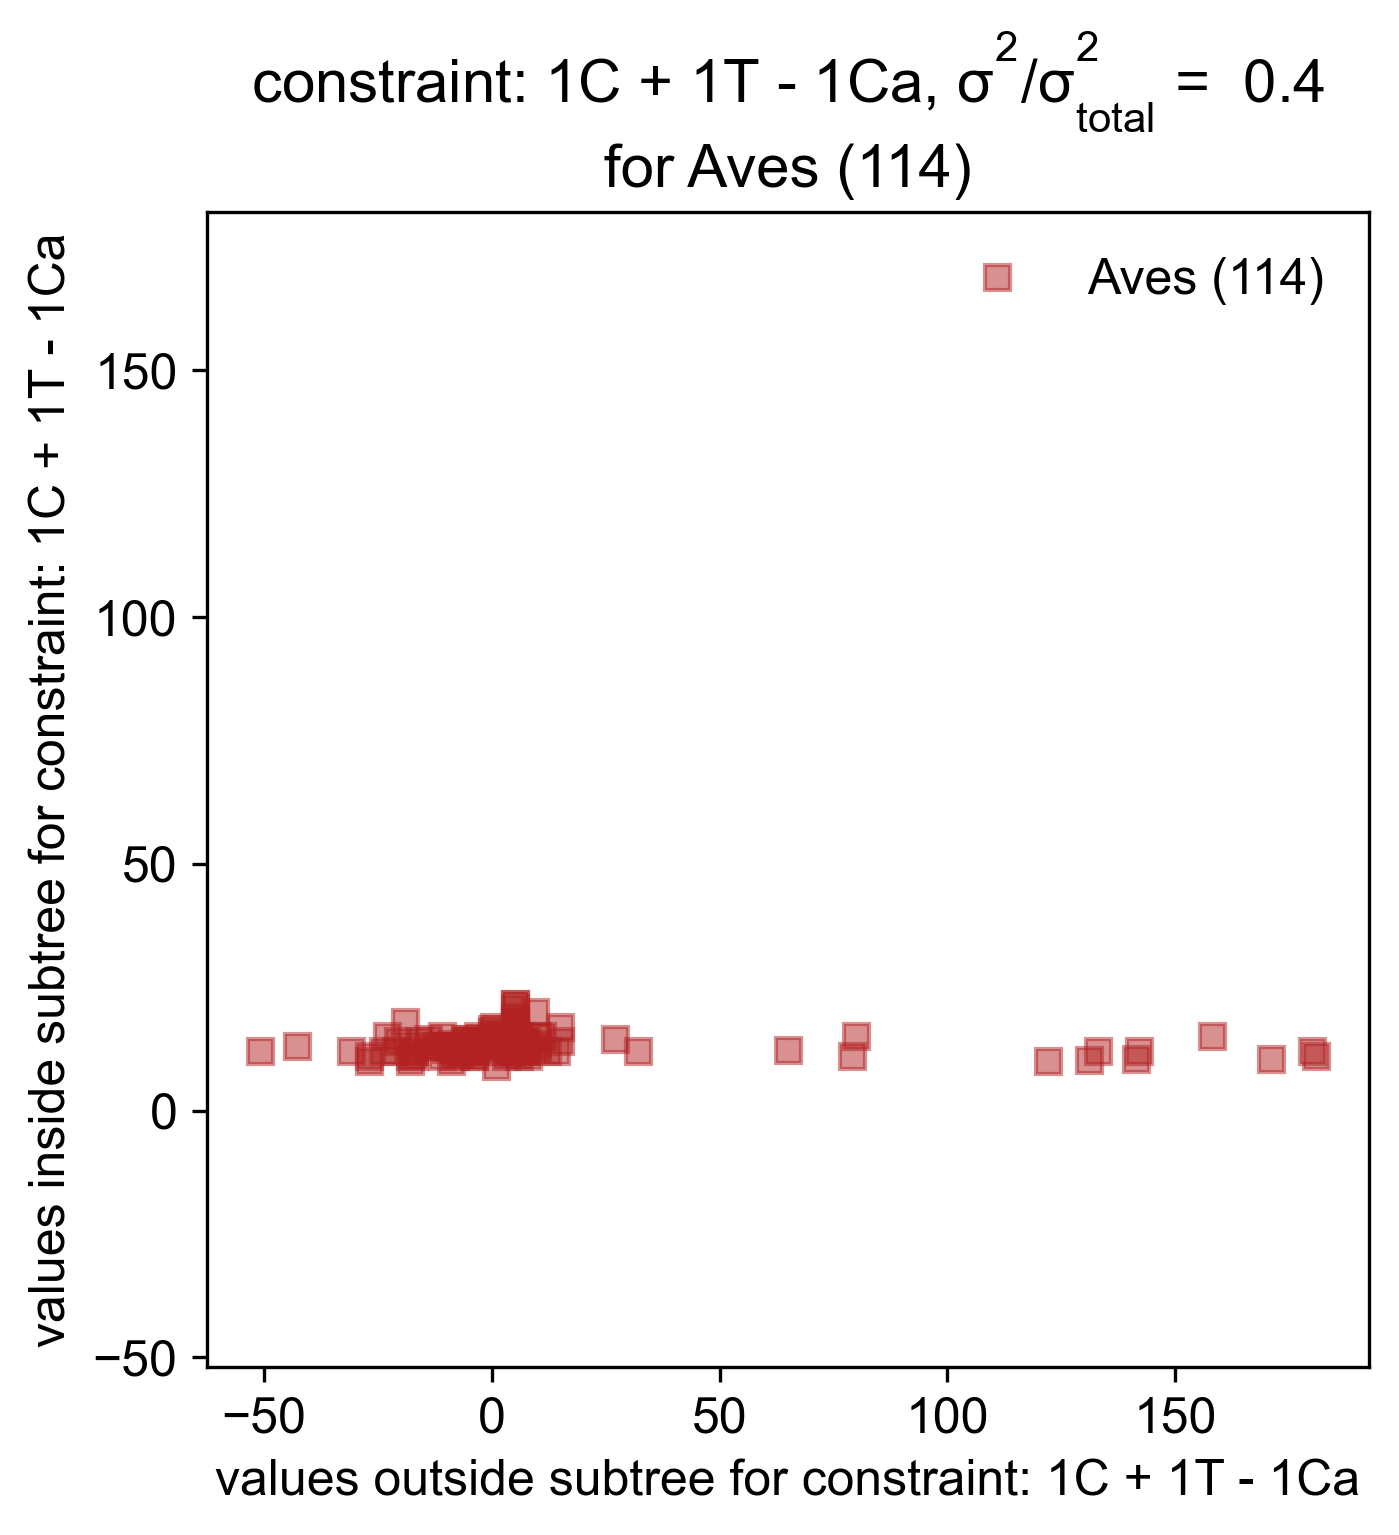 constraint: 1C + 1T - 1Ca, σ²/σ²total = 0.4
for Aves (114)
Aves (114)
values inside subtree for constraint: 1C + 1T - 1Ca
150
100
50
0
−50
−50 0 50 100 150
values outside subtree for constraint: 1C + 1T - 1Ca